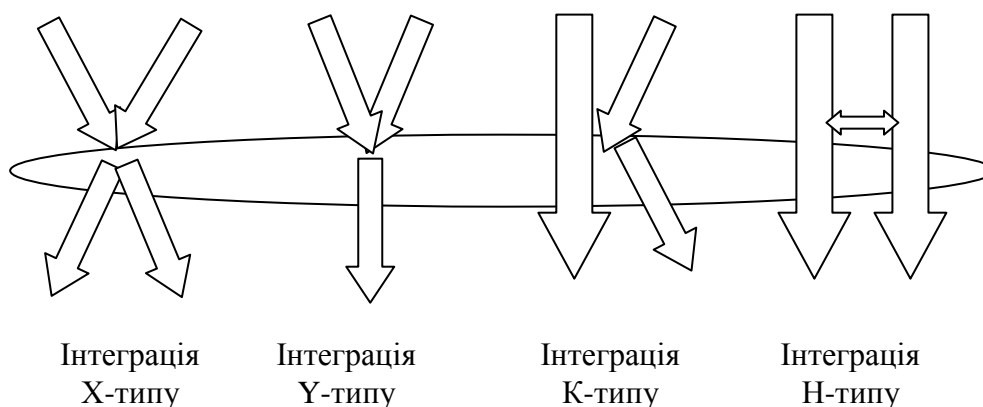 Інтеграція Інтеграція Інтеграція Інтеграція
Х-типу Y-типу К-типу Н-типу